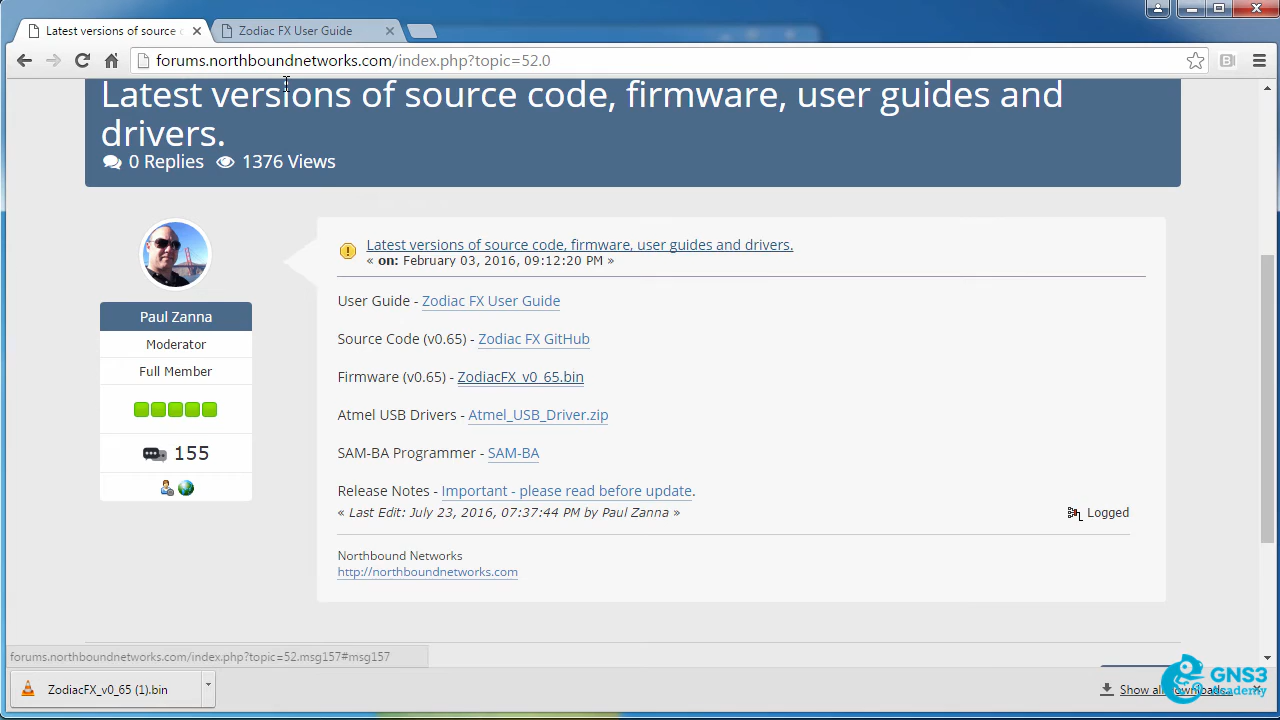 Latest versions of source
Zodiac FX User Guide
forums.northboundnetworks.com/index.php?topic=52.0
Latest versions of source code, firmware, user guides and
drivers.
0 Replies 1376 Views
Latest versions of source code, firmware, user guides and drivers.
« on: February 03, 2016, 09:12:20 PM »
Paul Zanna
Moderator
Full Member
155
User Guide - Zodiac FX User Guide
Source Code (v0.65) - Zodiac FX GitHub
Firmware (v0.65) - ZodiacFX_v0_65.bin
Atmel USB Drivers - Atmel_USB_Driver.zip
SAM-BA Programmer - SAM-BA
Release Notes - Important - please read before update.
« Last Edit: July 23, 2016, 07:37:44 PM by Paul Zanna »
Logged
Northbound Networks
http://northboundnetworks.com
forums.northboundnetworks.com/index.php?topic=52.msg157#msg157
ZodiacFX_v0_65 (1).bin
Show all downloads...
GNS3
Academy